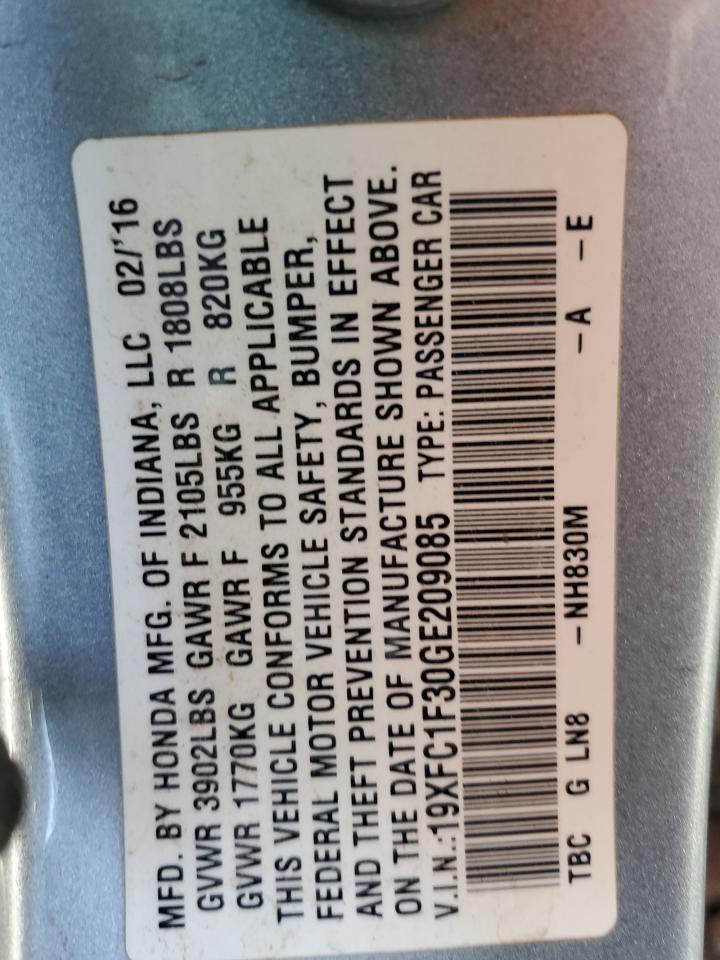 MFD. BY HONDA MFG. OF INDIANA, LLC 02/'16
GVWR 3902LBS GAWR F 2105LBS R 1808LBS
GVWR 1770KG GAWR F 955KG R 820KG
THIS VEHICLE CONFORMS TO ALL APPLICABLE
FEDERAL MOTOR VEHICLE SAFETY, BUMPER,
AND THEFT PREVENTION STANDARDS IN EFFECT
ON THE DATE OF MANUFACTURE SHOWN ABOVE.
V.I.N.:19XFC1F30GE209085 TYPE: PASSENGER CAR
TBC G LN8 -NH830M -A -E